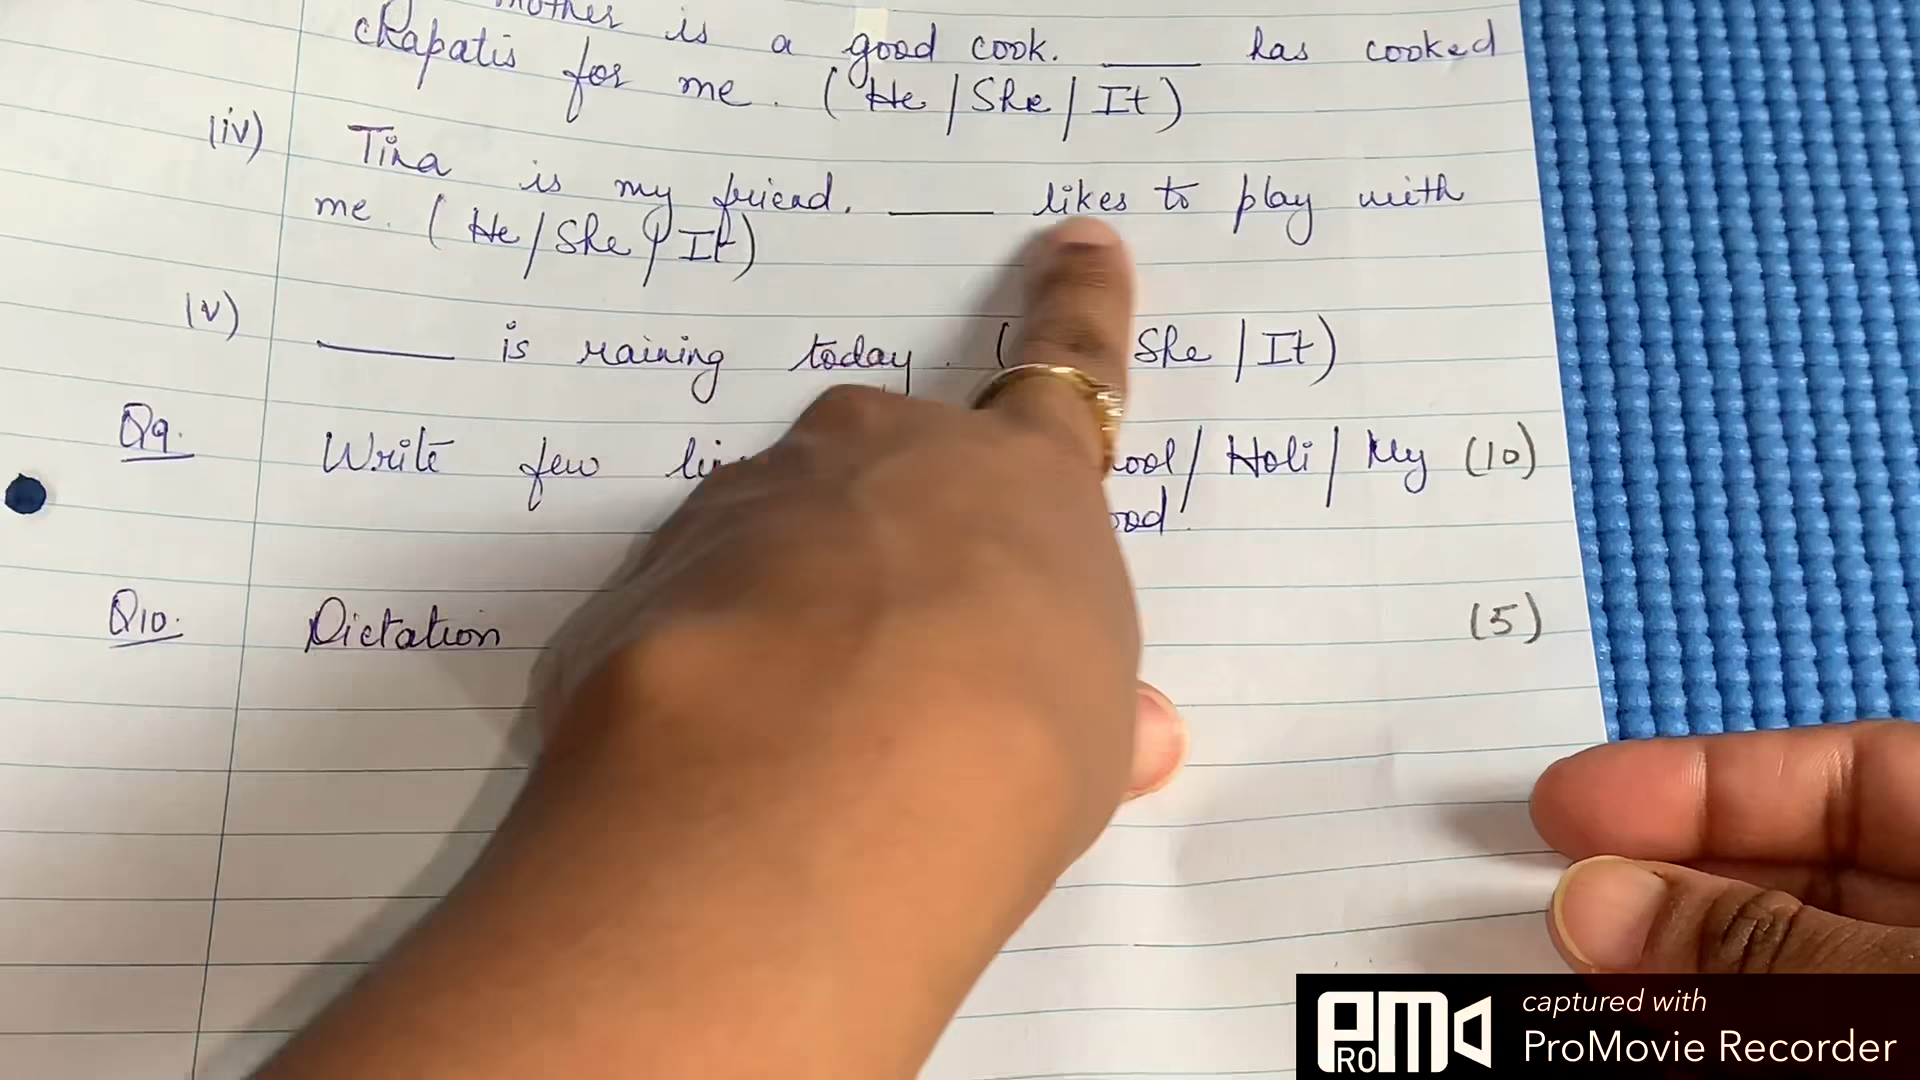 mother is a good cook. ____ has cooked
chapatis for me. (He/She/It)
(iv) Tina is my friend. ____ likes to play with
me. (He/She/It)
(v) ____ is raining today. ( She/It)
Q9. Write few / Holi / My (10)
Q10. Dictation (5)
PROMO
captured with
ProMovie Recorder